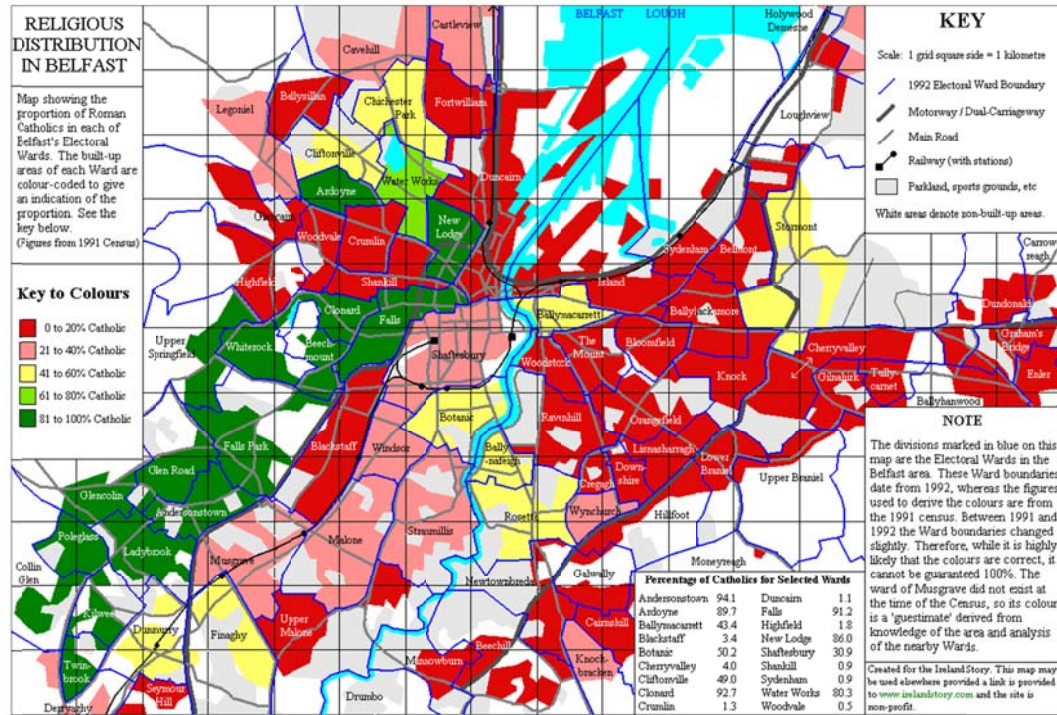 RELIGIOUS
DISTRIBUTION
IN BELFAST
Map showing the
proportion of Roman
Catholics in each of
Belfast's Electoral
Wards. The built-up
areas of each Ward are
colour-coded to give
an indication of the
proportion. See the
key below.
(Figures from 1991 Census)
Key to Colours
0 to 20% Catholic
21 to 40% Catholic
41 to 60% Catholic
61 to 80% Catholic
81 to 100% Catholic
BELFAST LOUGH
Castleview
Cavehill
Holywood
Demesne
Legoniel
Ballysillan
Chichester
Park
Fortwilliam
Loughview
Cliftonville
Water Works
Duncairn
Ardoyne
New
Lodge
Glencairn
Woodvale
Crumlin
Stormont
Sydenham
Belmont
Highfield
Shankill
Island
Carrow
reagh
Clonard
Falls
Ballymacarrett
Ballyhackamore
Dundonald
Upper
Springfield
Whiterock
Beech-
mount
Shaftesbury
Woodstock
The
Mount
Bloomfield
Cherryvalley
Graham's
Bridge
Knock
Gilnahirk
Tully-
carnet
Enler
Ballyhanwood
Botanic
Ravenhill
Orangefield
Falls Park
Blackstaff
Windsor
Bally
-nafeigh
Lisnasharragh
Glen Road
Down-
shire
Lower
Braniel
Upper Braniel
Glencolin
Cregagh
Andersonstown
Rosetta
Wynchurch
Hillfoot
Poleglass
Ladybrook
Musgrave
Malone
Stranmillis
Collin
Glen
Moneyreagh
Newtownbreda
Galwally
Kilwee
Dunmurry
Finaghy
Upper
Malone
Cairnshill
Twin-
brook
Minnowburn
Beechill
Knock-
bracken
Seymour
Hill
Derryaghy
Drumbo
KEY
Scale: 1 grid square side = 1 kilometre
1992 Electoral Ward Boundary
Motorway / Dual-Carriageway
Main Road
Railway (with stations)
Parkland, sports grounds, etc
White areas denote non-built-up areas.
NOTE
The divisions marked in blue on this
map are the Electoral Wards in the
Belfast area. These Ward boundaries
date from 1992, whereas the figures
used to derive the colours are from
the 1991 census. Between 1991 and
1992 the Ward boundaries changed
slightly. Therefore, while it is highly
likely that the colours are correct, it
cannot be guaranteed 100%. The
ward of Musgrave did not exist at
the time of the Census, so its colour
is a 'guestimate' derived from
knowledge of the area and analysis
of the nearby Wards.
Created for the IrelandStory. This map may
be used elsewhere provided a link is provided
to www.irelandstory.com and the site is
non-profit.
Percentage of Catholics for Selected Wards
Andersonstown 94.1 Duncairn 1.1
Ardoyne 89.7 Falls 91.2
Ballymacarrett 43.4 Highfield 1.8
Blackstaff 3.4 New Lodge 86.0
Botanic 50.2 Shaftesbury 30.9
Cherryvalley 4.0 Shankill 0.9
Cliftonville 49.0 Sydenham 0.9
Clonard 92.7 Water Works 80.3
Crumlin 1.3 Woodvale 0.5